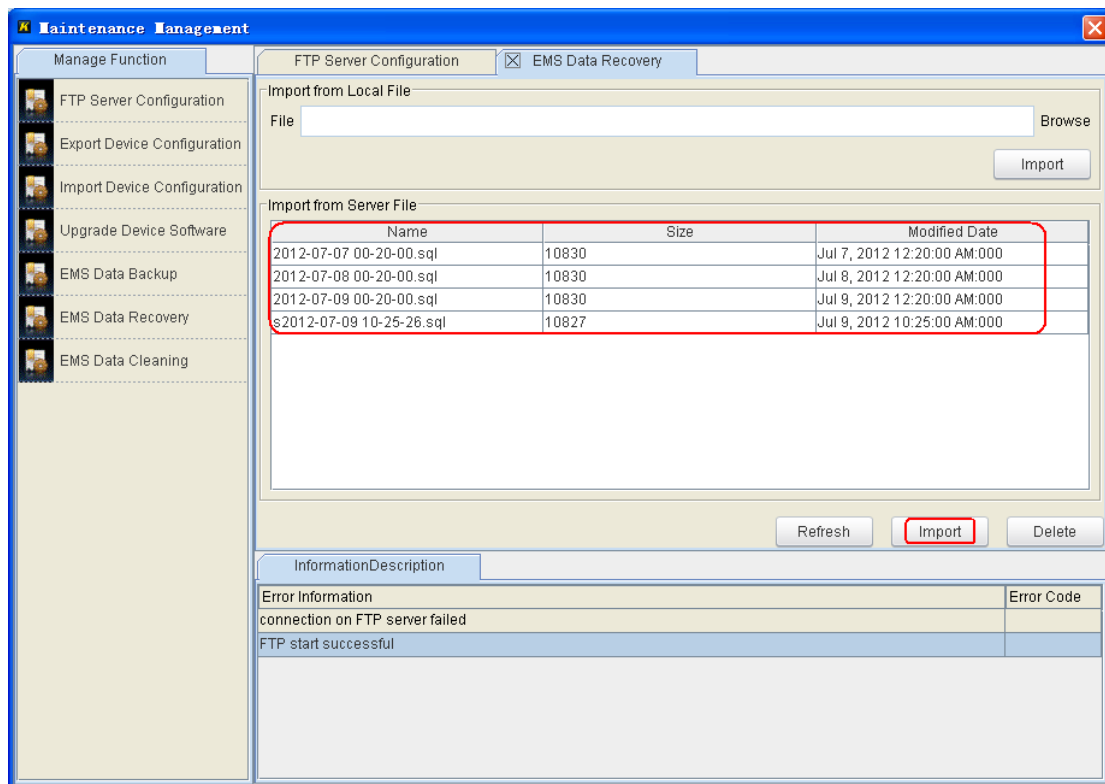 Maintenance Management
Manage Function
FTP Server Configuration
Export Device Configuration
Import Device Configuration
Upgrade Device Software
EMS Data Backup
EMS Data Recovery
EMS Data Cleaning
FTP Server Configuration
EMS Data Recovery
Import from Local File
File
Browse
Import
Import from Server File
Name Size Modified Date
2012-07-07 00-20-00.sql 10830 Jul 7, 2012 12:20:00 AM:000
2012-07-08 00-20-00.sql 10830 Jul 8, 2012 12:20:00 AM:000
2012-07-09 00-20-00.sql 10830 Jul 9, 2012 12:20:00 AM:000
s2012-07-09 10-25-26.sql 10827 Jul 9, 2012 10:25:00 AM:000
Refresh Import Delete
InformationDescription
Error Information Error Code
connection on FTP server failed
FTP start successful